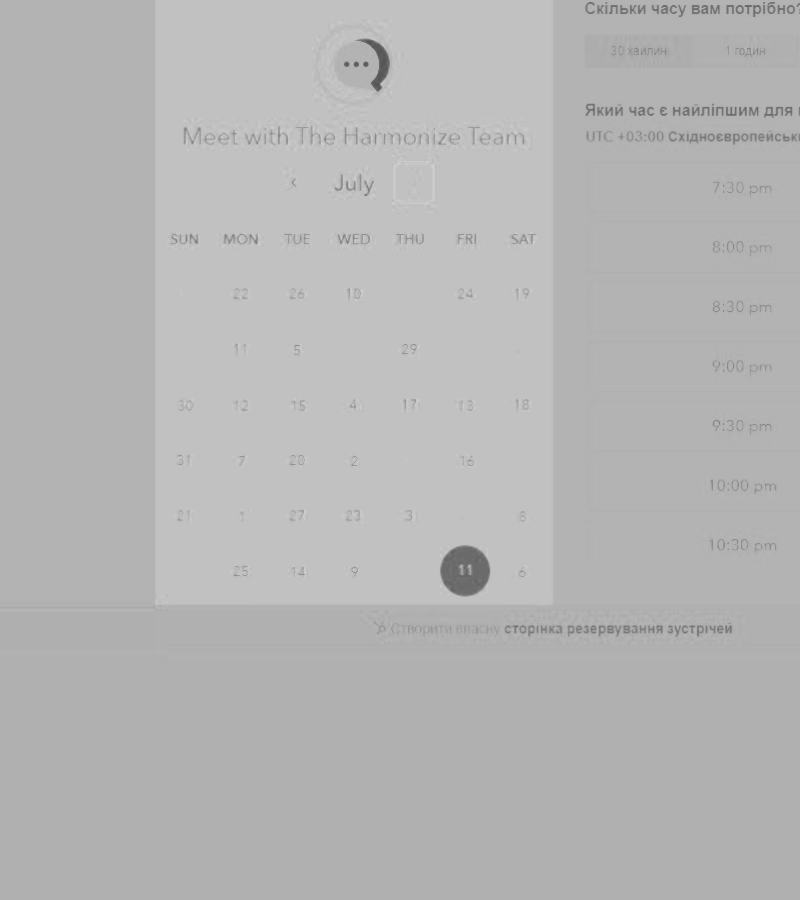 Скільки часу вам потрібно?
30 хвилин 1 годин
Meet with The Harmonize Team
Який час є найліпшим для
UTC +03:00
‹ July
SUN MON TUE WED THU FRI SAT
22 26 10 24 19
11 5 29
30 12 15 4 17 13 18
31 7 20 2 16
21 1 27 23 3 8
25 14 9 11 6
7:30 pm
8:00 pm
8:30 pm
9:00 pm
9:30 pm
10:00 pm
10:30 pm
Створити власну сторінка резервування зустрічей